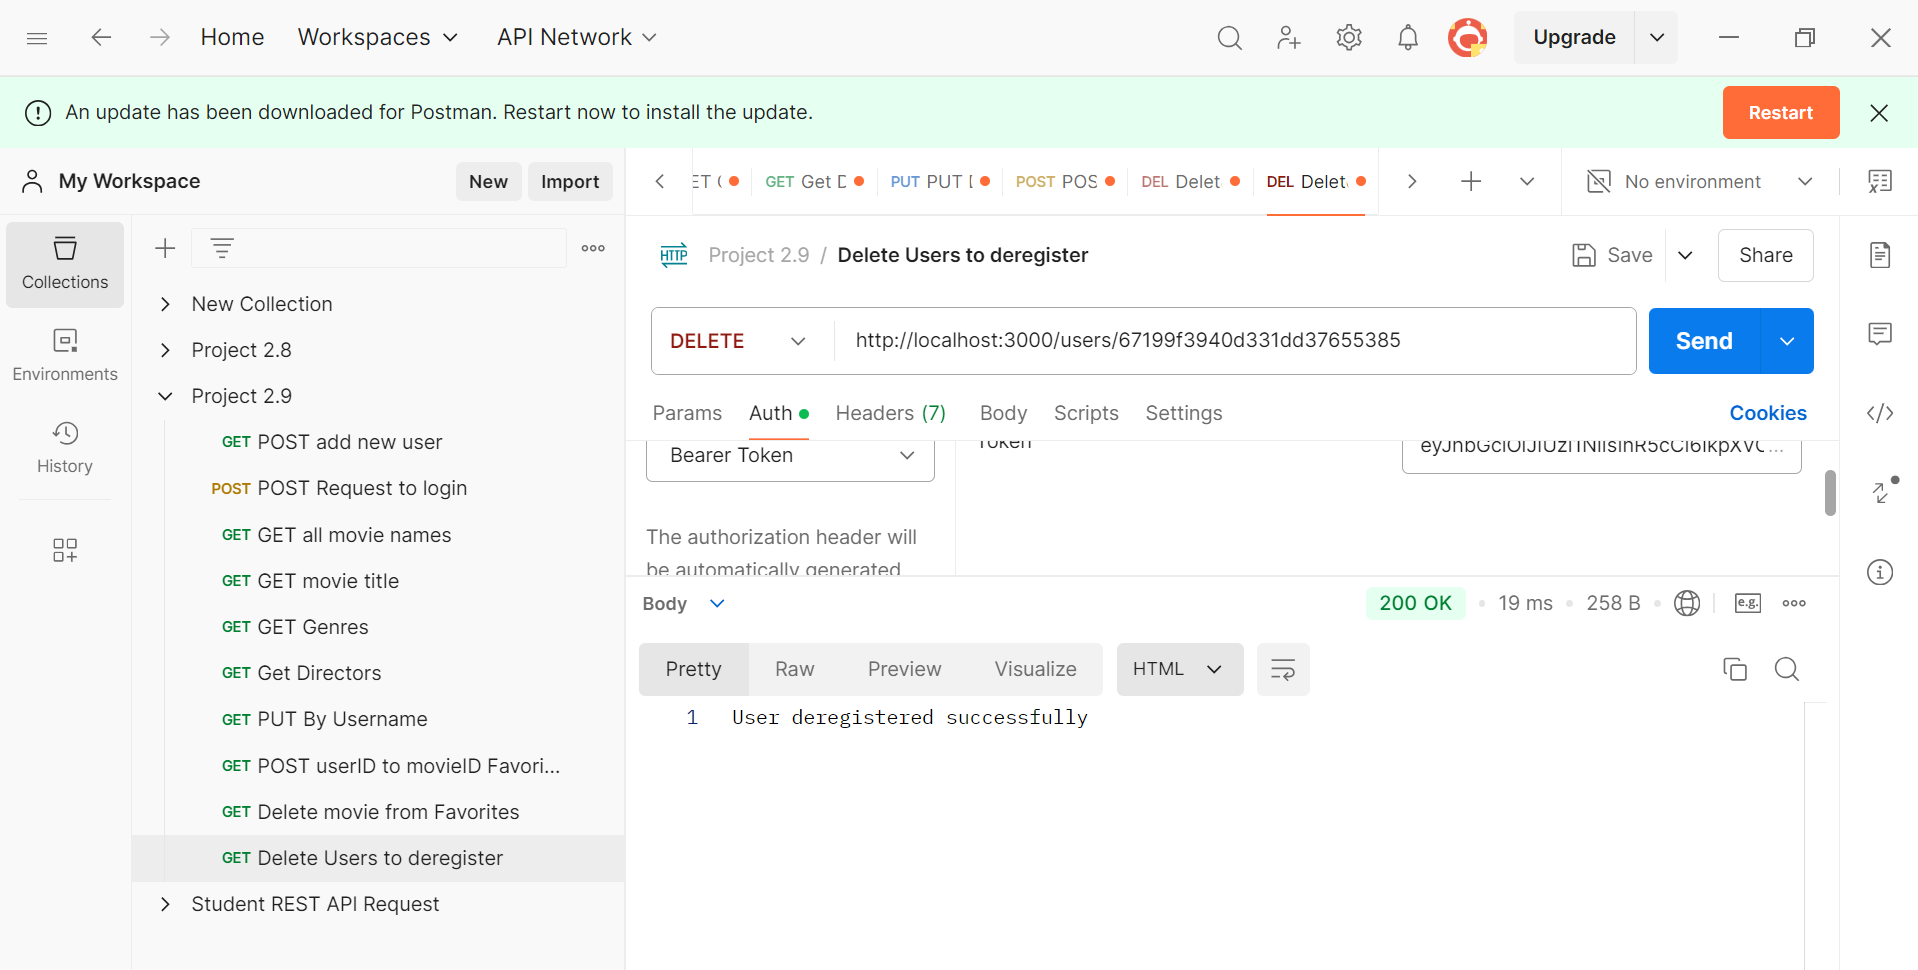 Home Workspaces API Network Upgrade
An update has been downloaded for Postman. Restart now to install the update. Restart
My Workspace New Import
GET Get D PUT PUT POST POS DEL Delet DEL Delet No environment
Collections
Environments
History
New Collection
Project 2.8
Project 2.9
GET POST add new user
POST POST Request to login
GET GET all movie names
GET GET movie title
GET GET Genres
GET Get Directors
GET PUT By Username
GET POST userID to movieID Favori...
GET Delete movie from Favorites
GET Delete Users to deregister
Student REST API Request
HTTP Project 2.9 / Delete Users to deregister Save Share
DELETE http://localhost:3000/users/67199f3940d331dd37655385 Send
Params Auth Headers (7) Body Scripts Settings Cookies
Bearer Token Token
The authorization header will
be automatically generated
Body 200 OK 19 ms 258 B e.g.
Pretty Raw Preview Visualize HTML
1 User deregistered successfully